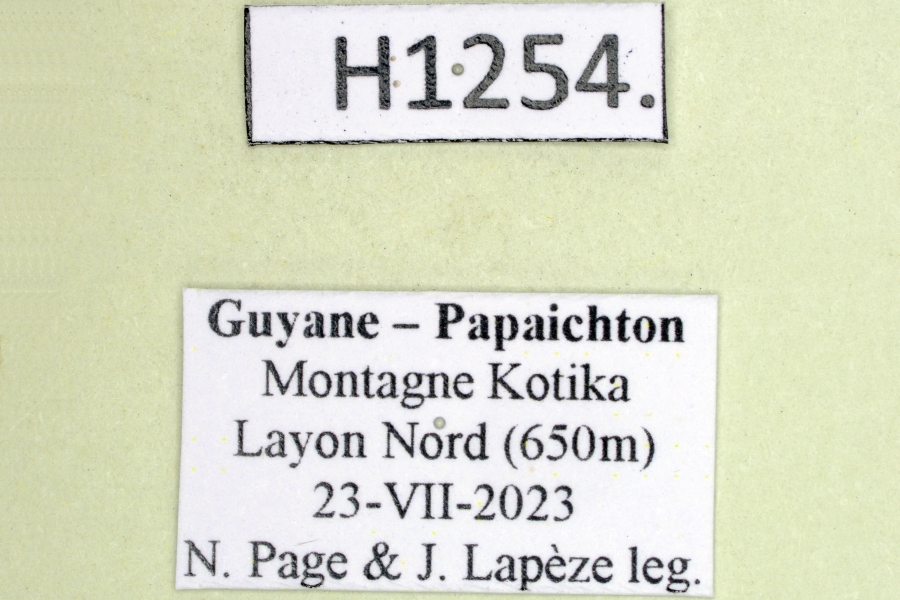 H1254.
Guyane – Papaichton
Montagne Kotika
Layon Nord (650m)
23-VII-2023
N. Page & J. Lapèze leg.